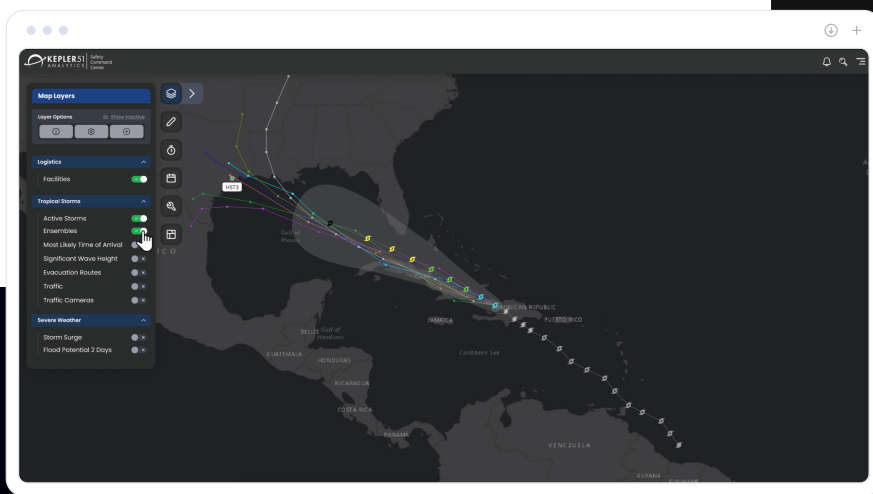 KEPLER51
ANALYTICS
Safety
Command
Center
Map Layers
Layer Options
Show Inactive
Logistics
Facilities
Tropical Storms
Active Storms
Ensembles
Most Likely Time of Arrival
Significant Wave Height
Evacuation Routes
Traffic
Traffic Cameras
Severe Weather
Storm Surge
Flood Potential 2 Days
HST3
Gulf of
Mexico
ICO
DOMINICAN REPUBLIC
JAMAICA
PUERTO RICO
BELIZE
Gulf of
Honduras
GUATEMALA
HONDURAS
Caribbean Sea
NICARAGUA
COSTA RICA
PANAMA
VENEZUELA
GUYANA
SURINAME